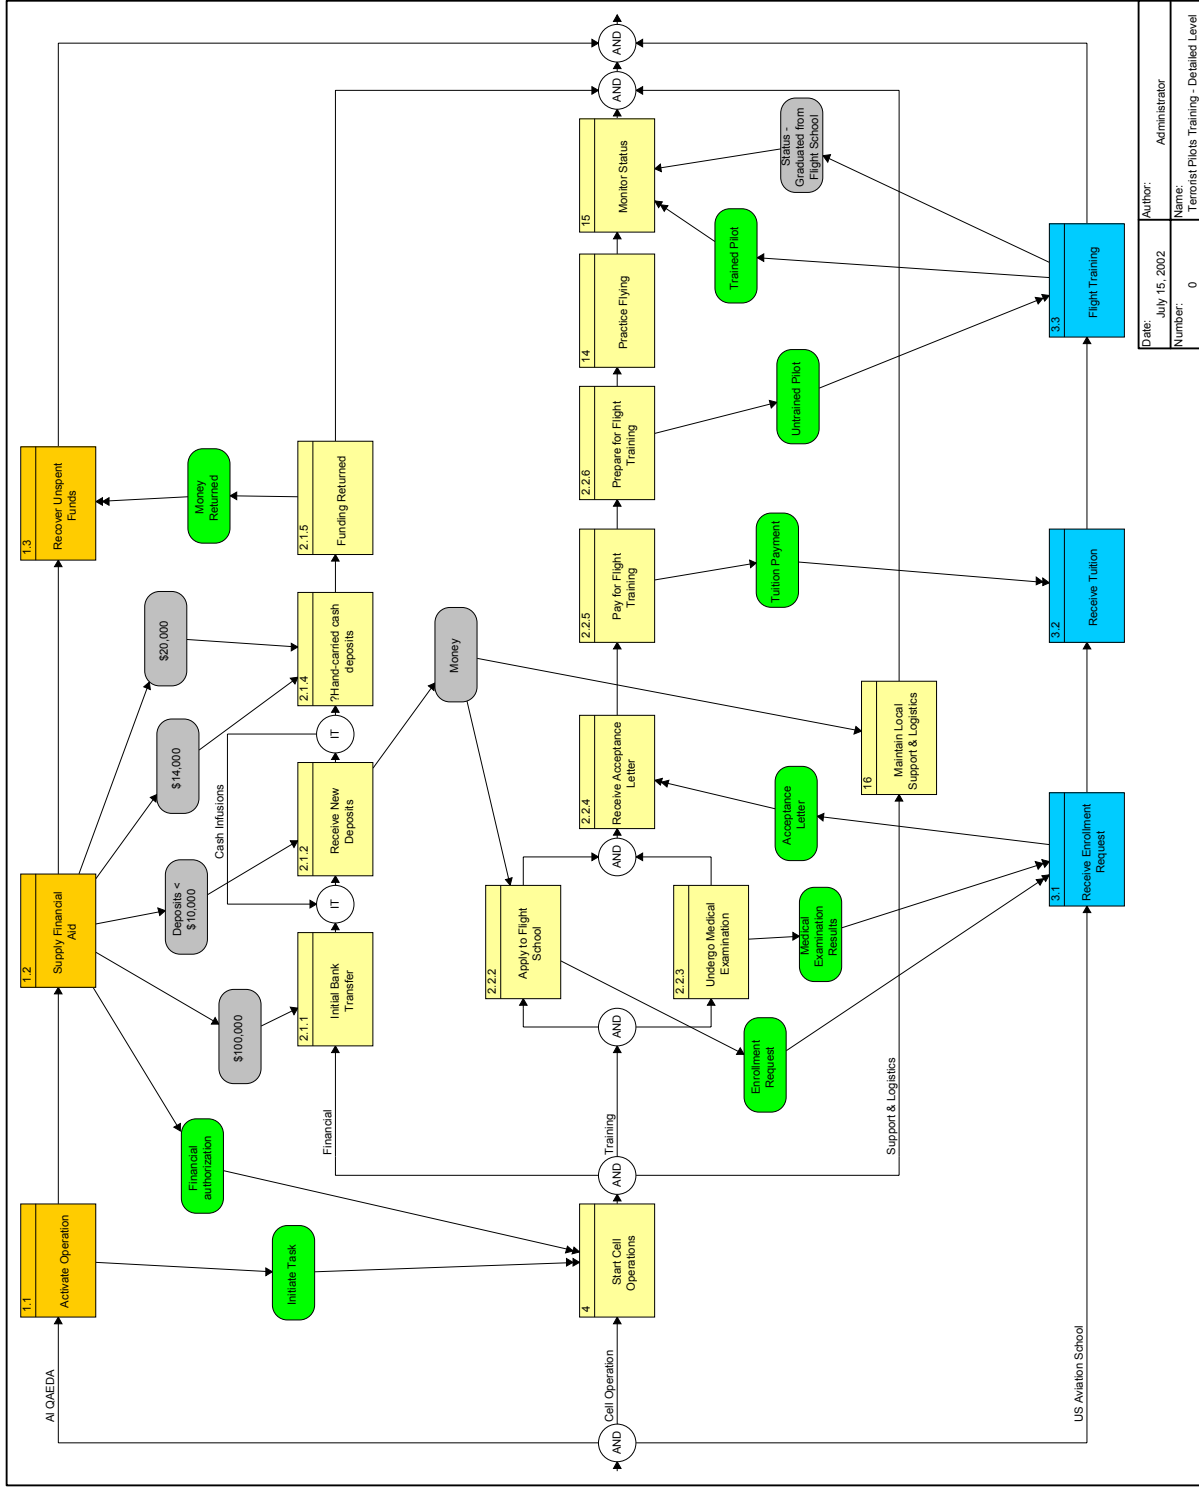 AI QAEDA
1.1
Activate Operation
1.2
Supply Financial
Aid
1.3
Recover Unspent
Funds
Initiate Task
Financial
authorization
$100,000
Deposits <
$10,000
$14,000
$20,000
Money
Returned
Cash Infusions
Financial
2.1.1
Initial Bank
Transfer
IT
2.1.2
Receive New
Deposits
IT
2.1.4
?Hand-carried cash
deposits
2.1.5
Funding Returned
Money
Cell Operation
AND
4
Start Cell
Operations
AND
Training
AND
2.2.2
Apply to Flight
School
2.2.3
Undergo Medical
Examination
AND
2.2.4
Receive Acceptance
Letter
2.2.5
Pay for Flight
Training
2.2.6
Prepare for Flight
Training
14
Practice Flying
15
Monitor Status
AND
AND
Enrollment
Request
Medical
Examination
Results
Acceptance
Letter
Tuition Payment
Untrained Pilot
Trained Pilot
Status -
Graduated from
Flight School
Support & Logistics
16
Maintain Local
Support & Logistics
US Aviation School
3.1
Receive Enrollment
Request
3.2
Receive Tuition
3.3
Flight Training
Date:
July 15, 2002
Author:
Administrator
Number:
0
Name:
Terrorist Pilots Training - Detailed Level